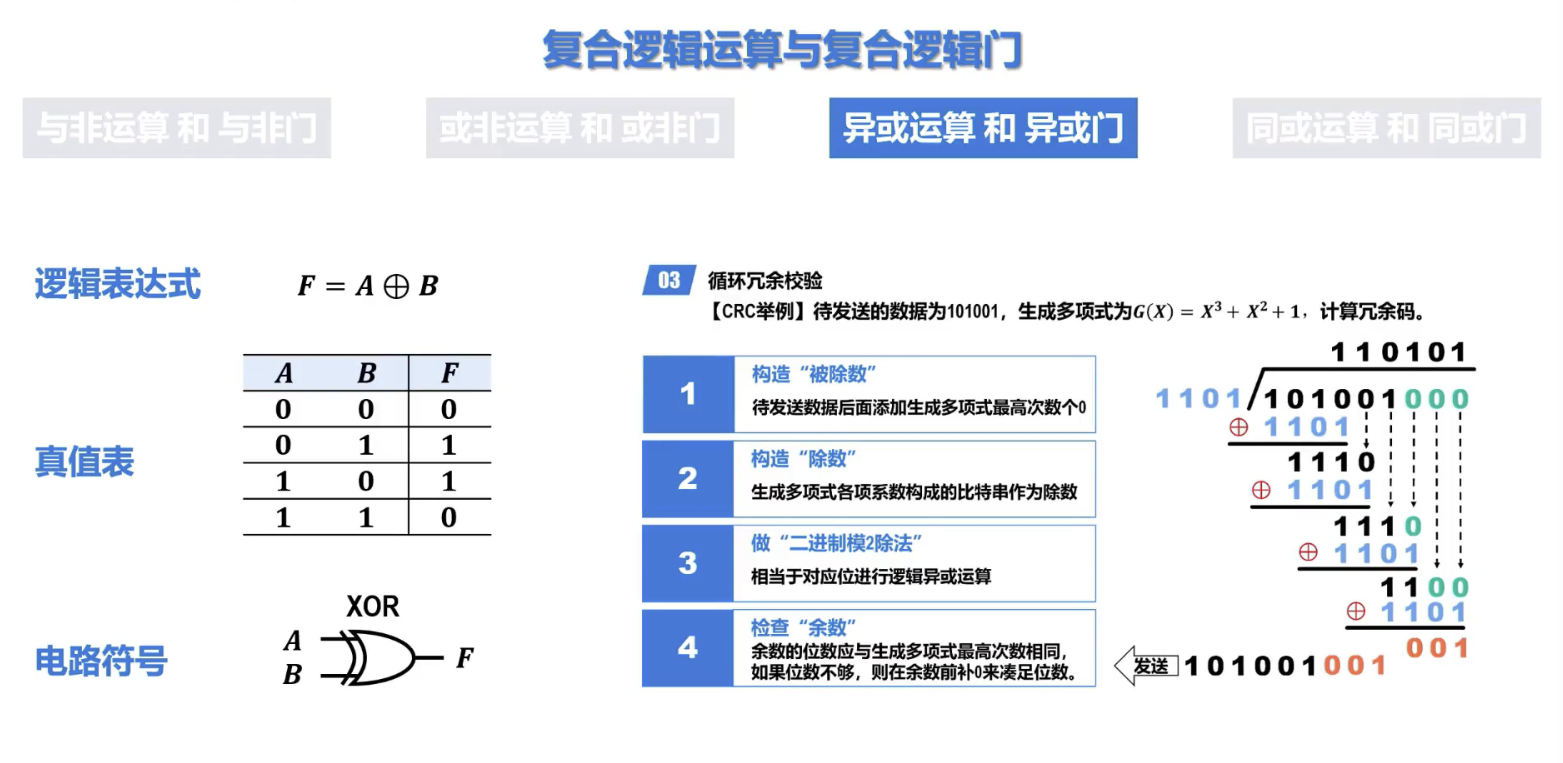 复合逻辑运算与复合逻辑门
与非运算 和 与非门
或非运算 和 或非门
异或运算 和 异或门
同或运算 和 同或门
逻辑表达式
F = A ⊕ B
真值表
A B F
0 0 0
0 1 1
1 0 1
1 1 0
电路符号
XOR
A
B
F
03 循环冗余校验
【CRC举例】待发送的数据为101001，生成多项式为G(X) = X³ + X² + 1，计算冗余码。
1
构造“被除数”
待发送数据后面添加生成多项式最高次数个0
2
构造“除数”
生成多项式各项系数构成的比特串作为除数
3
做“二进制模2除法”
相当于对应位进行逻辑异或运算
4
检查“余数”
余数的位数应与生成多项式最高次数相同，
如果位数不够，则在余数前补0来凑足位数。
110101
1101 101001000
⊕ 1101
1110
⊕ 1101
1110
⊕ 1101
1100
⊕ 1101
001
发送 101001001